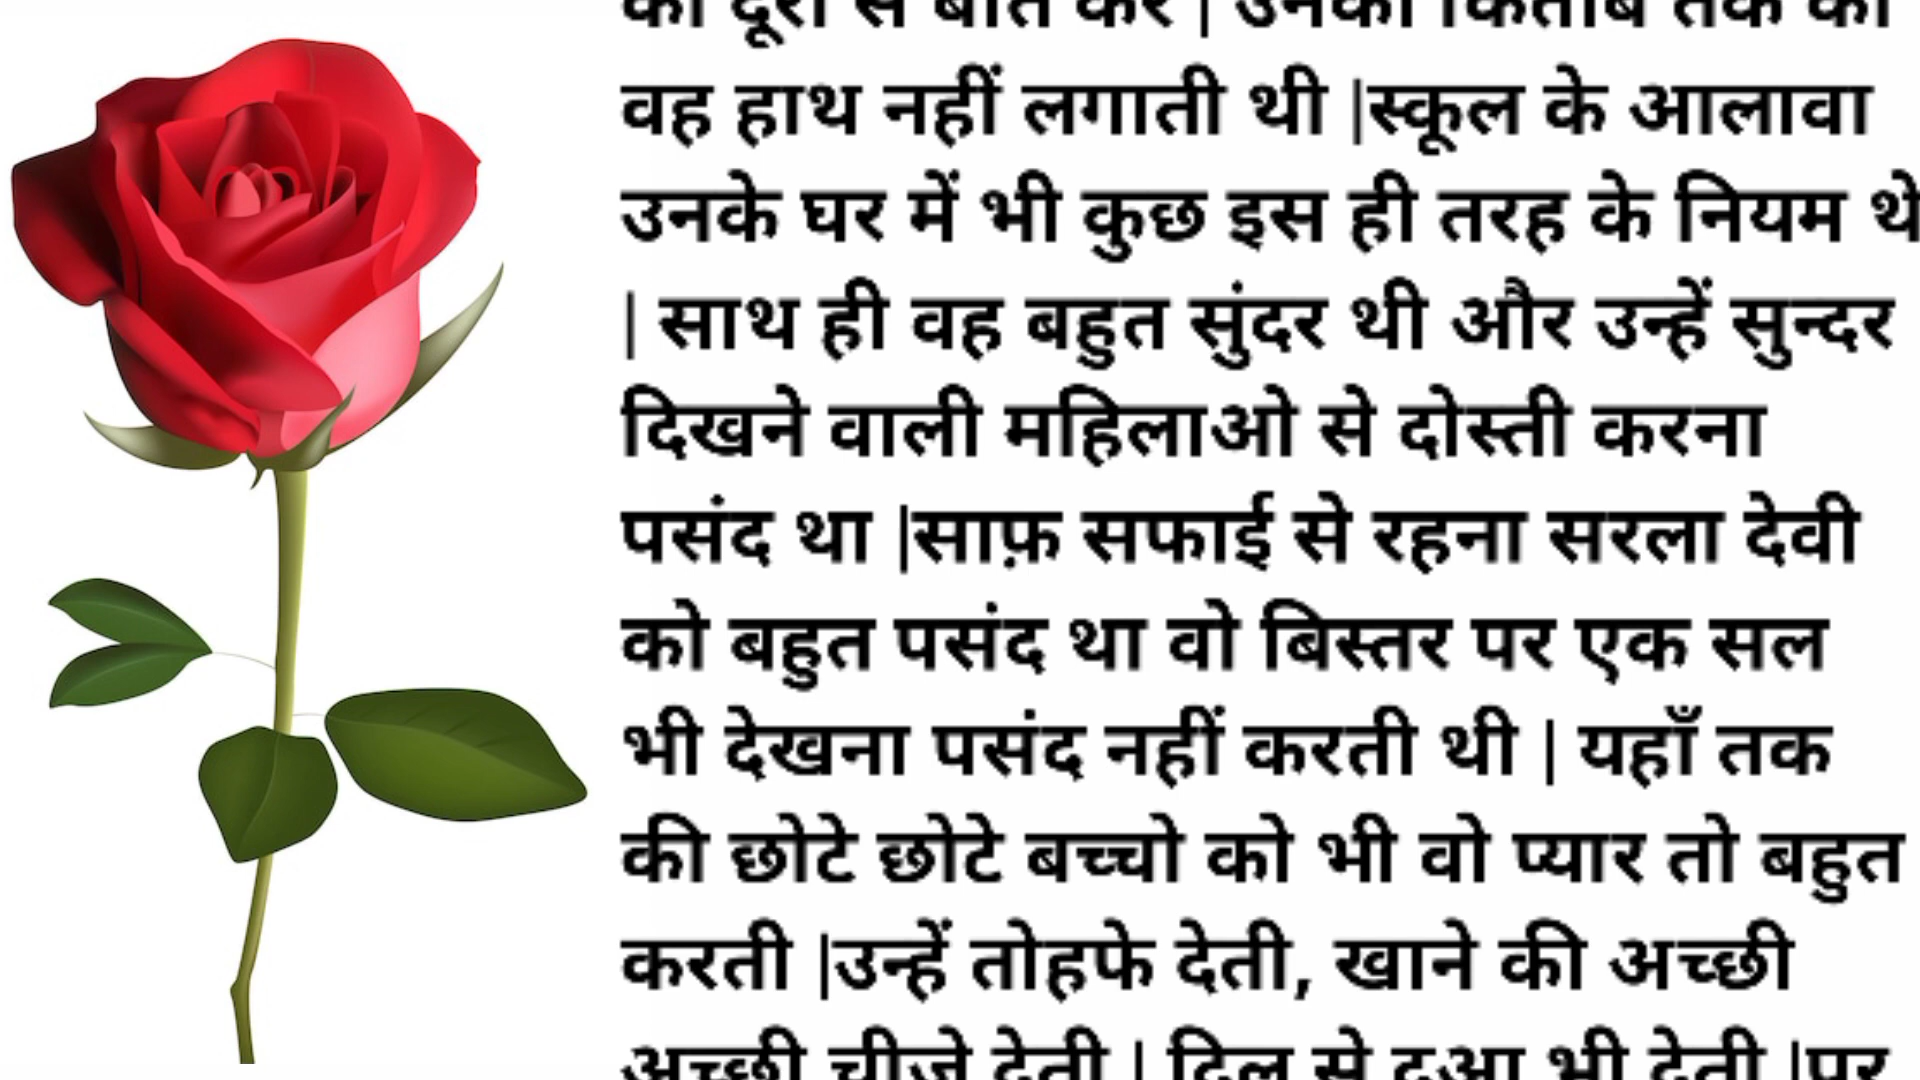 की दूरी से बात करे | उनकी किताब तक को
वह हाथ नहीं लगाती थी |स्कूल के आलावा
उनके घर में भी कुछ इस ही तरह के नियम थे
| साथ ही वह बहुत सुंदर थी और उन्हें सुन्दर
दिखने वाली महिलाओ से दोस्ती करना
पसंद था |साफ़ सफाई से रहना सरला देवी
को बहुत पसंद था वो बिस्तर पर एक सल
भी देखना पसंद नहीं करती थी | यहाँ तक
की छोटे छोटे बच्चो को भी वो प्यार तो बहुत
करती |उन्हें तोहफे देती, खाने की अच्छी
अच्छी चीजे देती | दिल से दुआ भी देती |पर